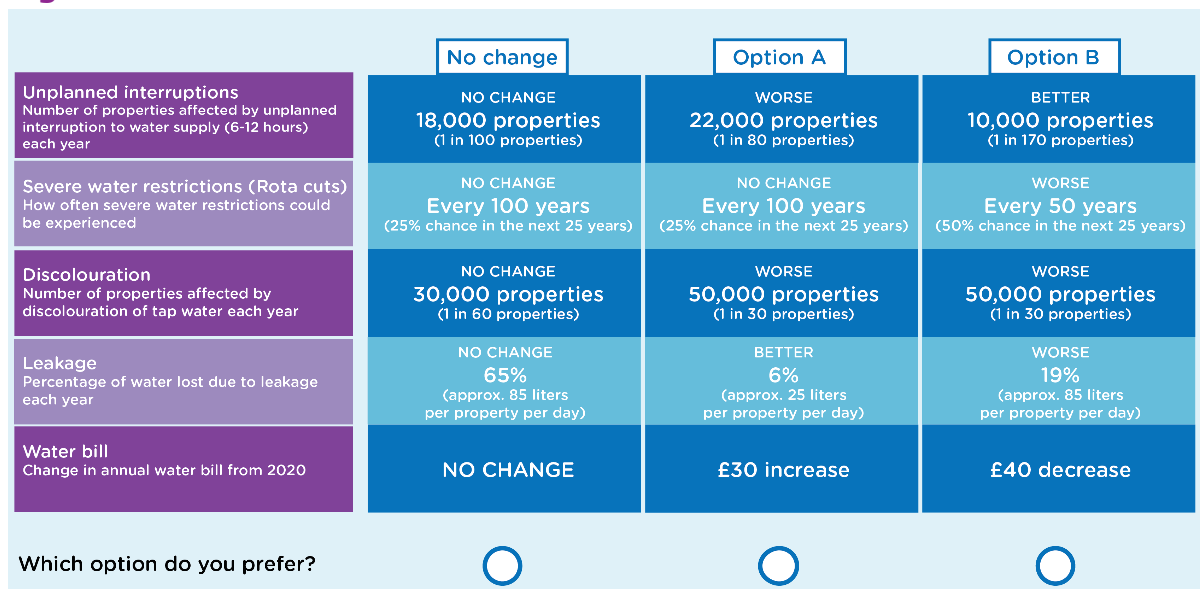 No change
Option A
Option B
Unplanned interruptions
Number of properties affected by unplanned
interruption to water supply (6-12 hours)
each year
NO CHANGE
18,000 properties
(1 in 100 properties)
WORSE
22,000 properties
(1 in 80 properties)
BETTER
10,000 properties
(1 in 170 properties)
Severe water restrictions (Rota cuts)
How often severe water restrictions could
be experienced
NO CHANGE
Every 100 years
(25% chance in the next 25 years)
NO CHANGE
Every 100 years
(25% chance in the next 25 years)
WORSE
Every 50 years
(50% chance in the next 25 years)
Discolouration
Number of properties affected by
discolouration of tap water each year
NO CHANGE
30,000 properties
(1 in 60 properties)
WORSE
50,000 properties
(1 in 30 properties)
WORSE
50,000 properties
(1 in 30 properties)
Leakage
Percentage of water lost due to leakage
each year
NO CHANGE
65%
(approx. 85 liters
per property per day)
BETTER
6%
(approx. 25 liters
per property per day)
WORSE
19%
(approx. 85 liters
per property per day)
Water bill
Change in annual water bill from 2020
NO CHANGE
£30 increase
£40 decrease
Which option do you prefer?